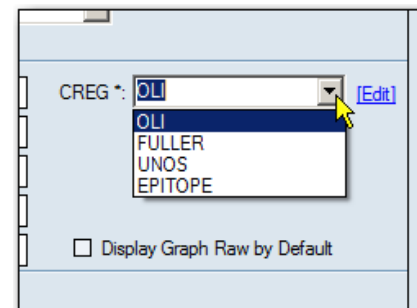 CREG *: OLI [Edit]
OLI
FULLER
UNOS
EPITOPE
Display Graph Raw by Default